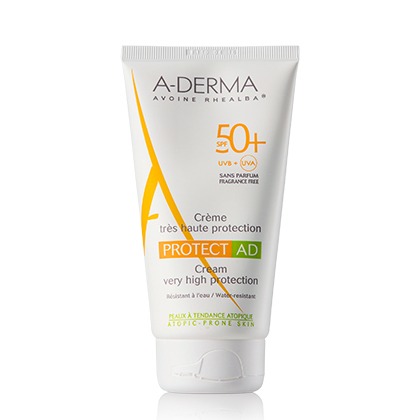 A-DERMA
AVOINE RHEALBA®
SPF 50+
UVB + UVA
SANS PARFUM
FRAGRANCE FREE
Crème
très haute protection
PROTECT AD
Cream
very high protection
Résistant à l'eau / Water-resistant
PEAUX À TENDANCE ATOPIQUE
ATOPIC-PRONE SKIN